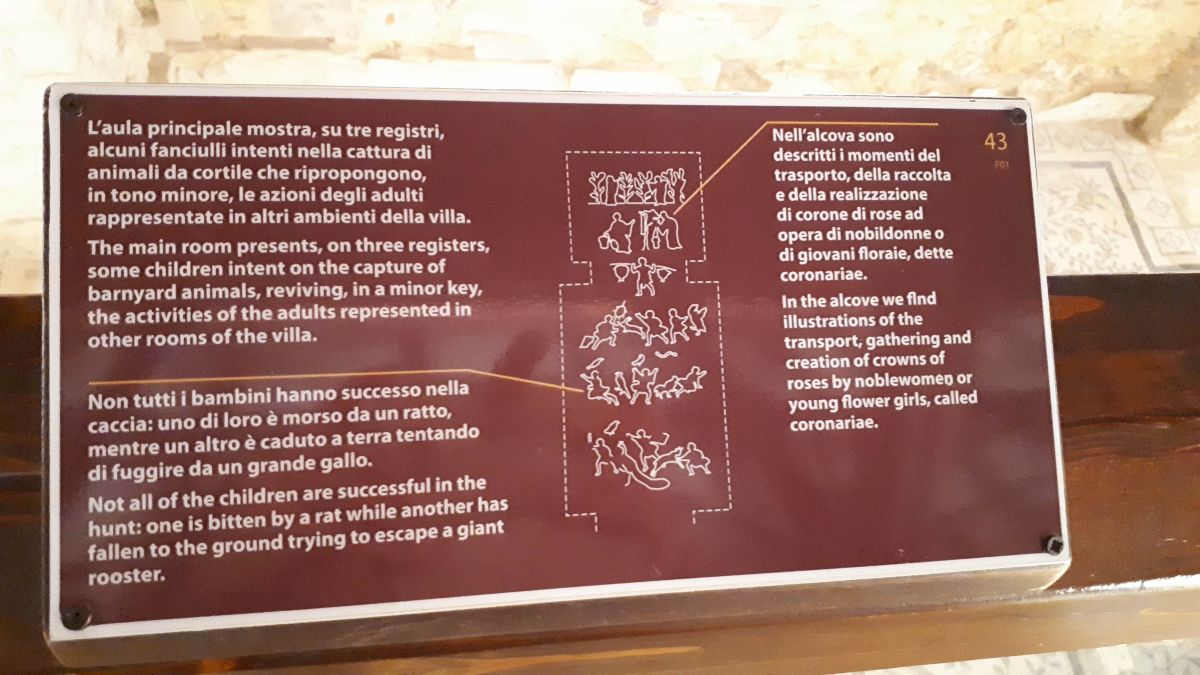 L'aula principale mostra, su tre registri,
alcuni fanciulli intenti nella cattura di
animali da cortile che ripropongono,
in tono minore, le azioni degli adulti
rappresentate in altri ambienti della villa.
The main room presents, on three registers,
some children intent on the capture of
barnyard animals, reviving, in a minor key,
the activities of the adults represented in
other rooms of the villa.
Non tutti i bambini hanno successo nella
caccia: uno di loro è morso da un ratto,
mentre un altro è caduto a terra tentando
di fuggire da un grande gallo.
Not all of the children are successful in the
hunt: one is bitten by a rat while another has
fallen to the ground trying to escape a giant
rooster.
Nell'alcova sono
descritti i momenti del
trasporto, della raccolta
e della realizzazione
di corone di rose ad
opera di nobildonne o
di giovani floraie, dette
coronariae.
In the alcove we find
illustrations of the
transport, gathering and
creation of crowns of
roses by noblewomen or
young flower girls, called
coronariae.
43
P01